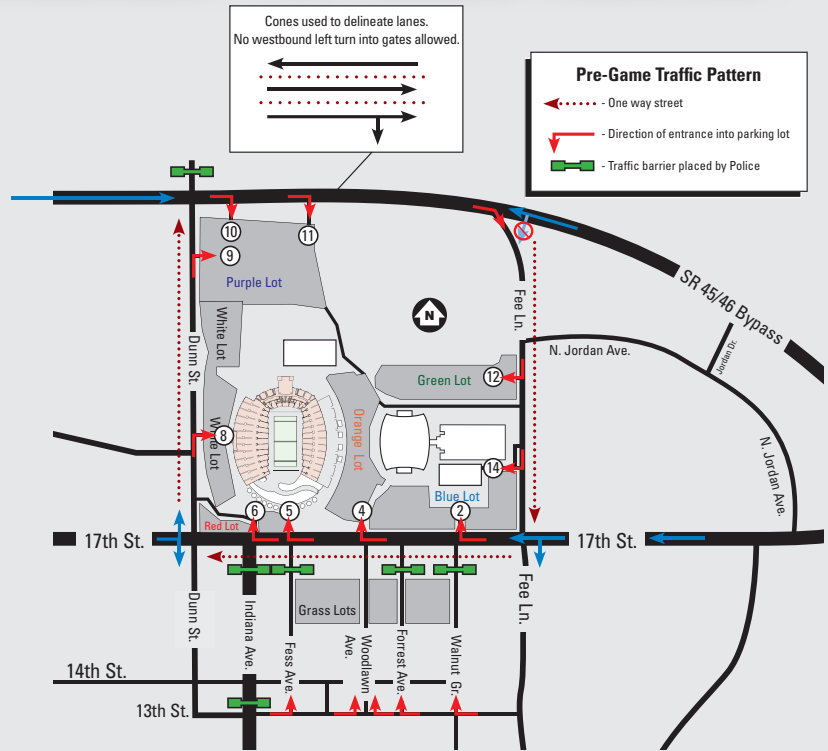 Cones used to delineate lanes.
No westbound left turn into gates allowed.
Pre-Game Traffic Pattern
- One way street
- Direction of entrance into parking lot
- Traffic barrier placed by Police
10
11
9
Purple Lot
N
SR 45/46 Bypass
Fee Ln.
White Lot
Dunn St.
N. Jordan Ave.
Jordan Dr.
Green Lot
12
Orange Lot
White Lot
8
14
N. Jordan Ave.
Blue Lot
6
5
4
2
Red Lot
17th St.
17th St.
Dunn St.
Indiana Ave.
Fess Ave.
Grass Lots
Woodlawn
Ave.
Forrest Ave.
Walnut Gr.
Fee Ln.
14th St.
13th St.